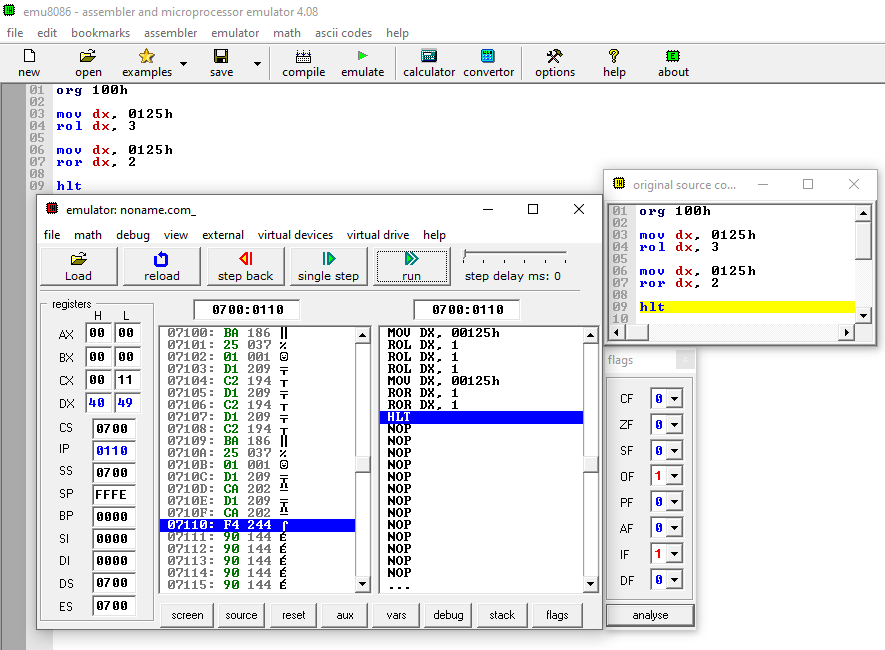 emu8086 - assembler and microprocessor emulator 4.08
file edit bookmarks assembler emulator math ascii codes help
new open examples save compile emulate calculator convertor options help about
01 org 100h
02
03 mov dx, 0125h
04 rol dx, 3
05
06 mov dx, 0125h
07 ror dx, 2
08
09 hlt
original source co...
01 org 100h
02
03 mov dx, 0125h
04 rol dx, 3
05
06 mov dx, 0125h
07 ror dx, 2
08
09 hlt
10
emulator: noname.com_
file math debug view external virtual devices virtual drive help
Load reload step back single step run step delay ms: 0
registers
H L
AX 00 00
BX 00 00
CX 00 11
DX 40 49
CS 0700
IP 0110
SS 0700
SP FFFE
BP 0000
SI 0000
DI 0000
DS 0700
ES 0700
0700:0110
07100: BA 186 ║
07101: 25 037 %
07102: 01 001 ☺
07103: D1 209 ╤
07104: C2 194 ┬
07105: D1 209 ╤
07106: C2 194 ┬
07107: D1 209 ╤
07108: C2 194 ┬
07109: BA 186 ║
0710A: 25 037 %
0710B: 01 001 ☺
0710C: D1 209 ╤
0710D: CA 202 ╩
0710E: D1 209 ╤
0710F: CA 202 ╩
07110: F4 244 ⌠
07111: 90 144 É
07112: 90 144 É
07113: 90 144 É
07114: 90 144 É
07115: 90 144 É
0700:0110
MOV DX, 00125h
ROL DX, 1
ROL DX, 1
ROL DX, 1
MOV DX, 00125h
ROR DX, 1
ROR DX, 1
HLT
NOP
NOP
NOP
NOP
NOP
NOP
NOP
NOP
NOP
NOP
NOP
NOP
NOP
...
screen source reset aux vars debug stack flags
flags
CF 0
ZF 0
SF 0
OF 1
PF 0
AF 0
IF 1
DF 0
analyse